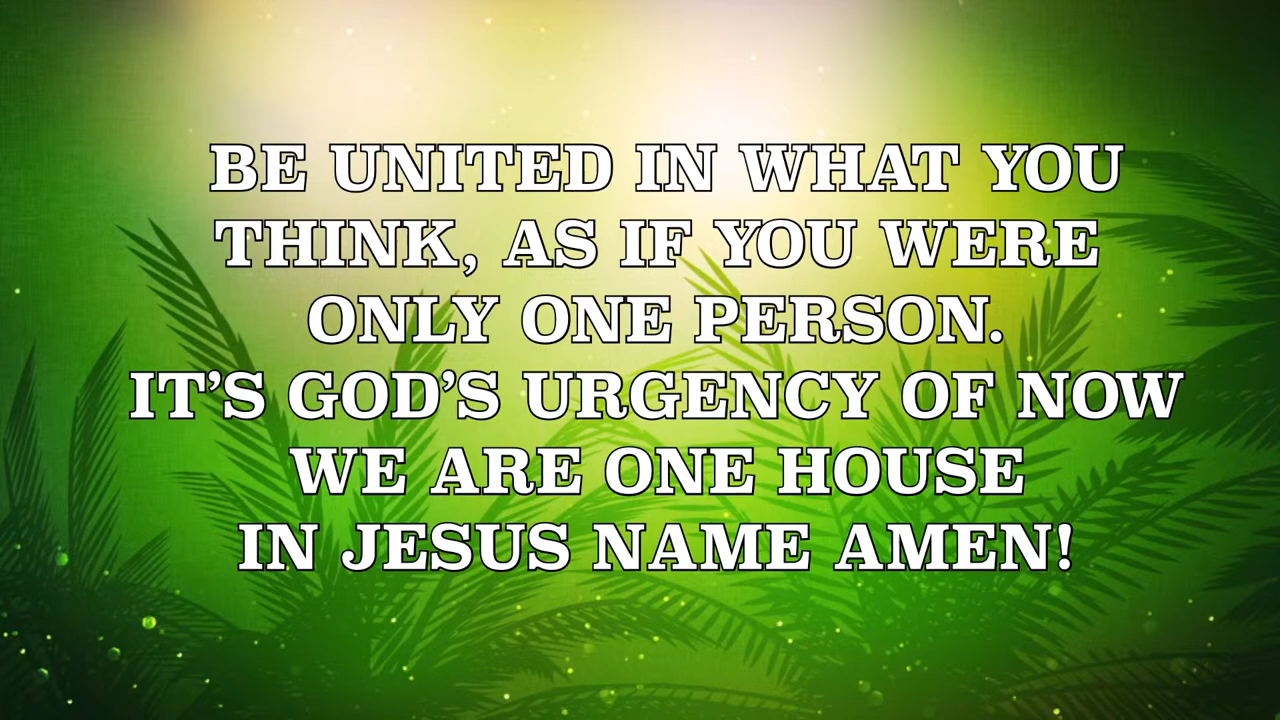 BE UNITED IN WHAT YOU
THINK, AS IF YOU WERE
ONLY ONE PERSON.
IT’S GOD’S URGENCY OF NOW
WE ARE ONE HOUSE
IN JESUS NAME AMEN!